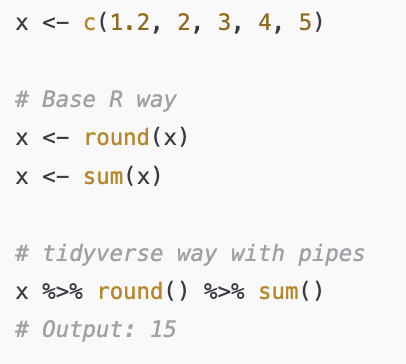 x <- c(1.2, 2, 3, 4, 5)
# Base R way
x <- round(x)
x <- sum(x)
# tidyverse way with pipes
x %>% round() %>% sum()
# Output: 15